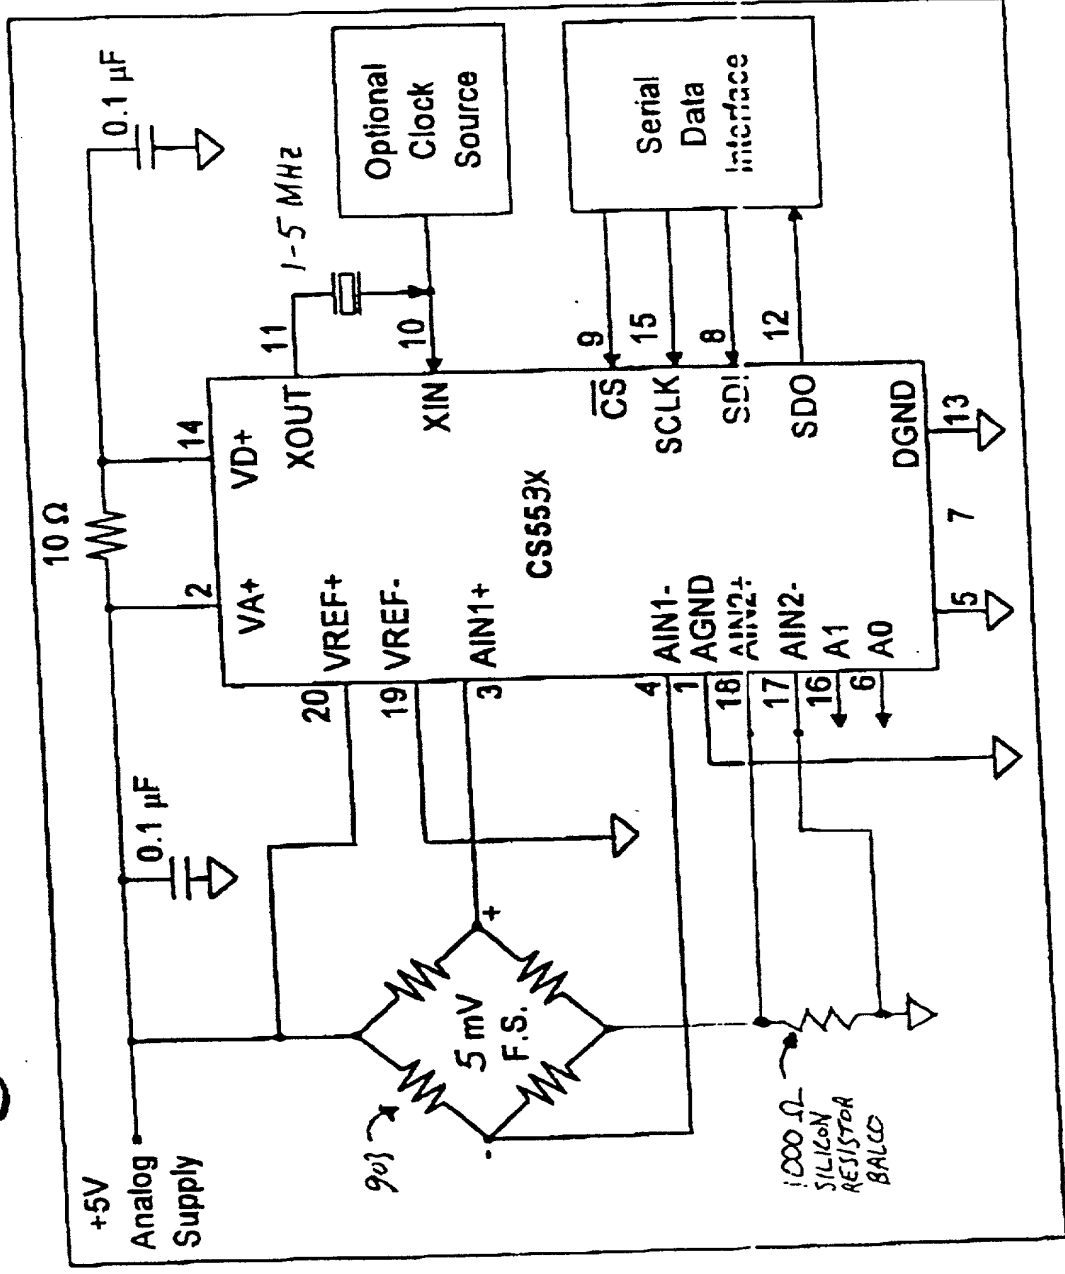 +5V
Analog
Supply
0.1 µF
10 Ω
0.1 µF
2
14
VA+
VD+
20
VREF+
19
VREF-
3
AIN1+
XOUT
11
1-5 MHz
XIN
10
Optional
Clock
Source
CS553X
903
5 mV
F.S.
+
-
4
AIN1-
1
AGND
18
AIN2+
17
AIN2-
16
A1
6
A0
CS
9
SCLK
15
SDI
8
SDO
12
Serial
Data
Interface
DGND
5
7
13
1000 Ω
SILICON
RESISTOR
BALCO